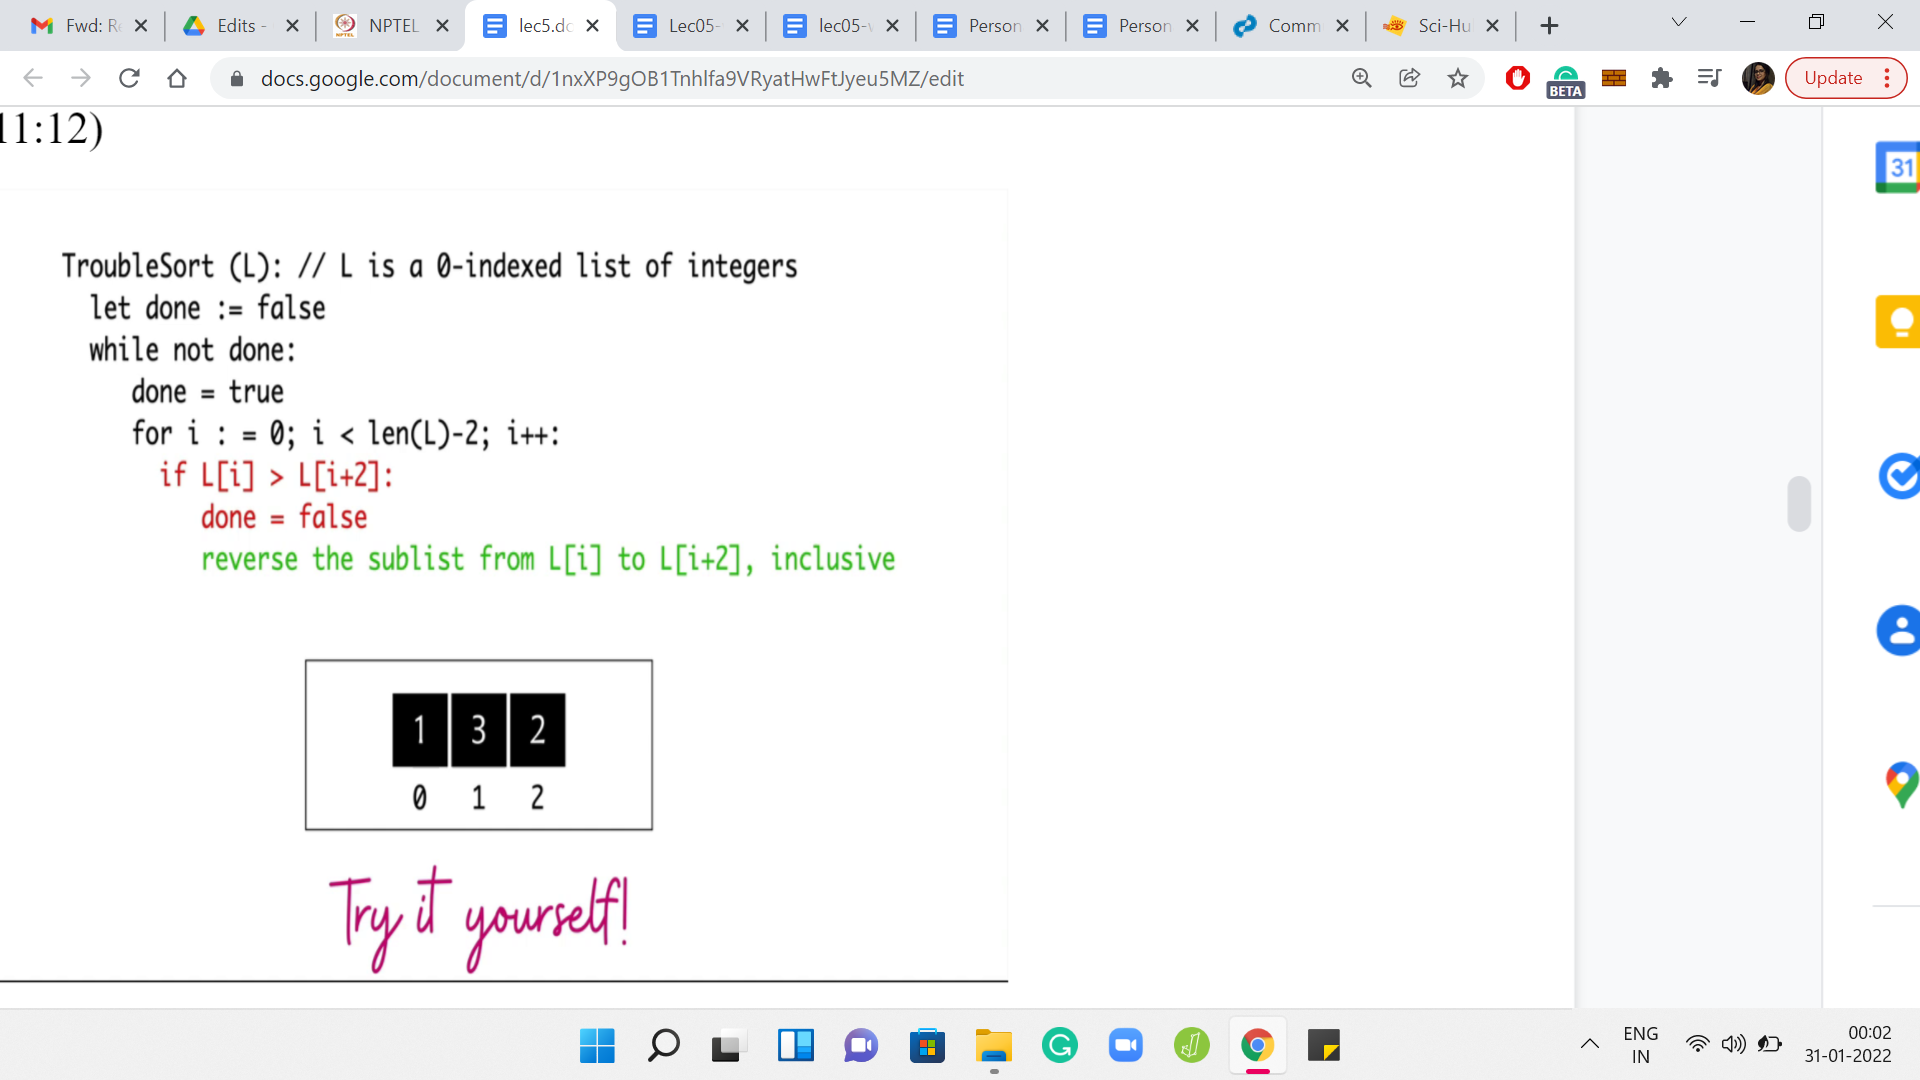 Fwd: Re
Edits -
NPTEL
lec5.do
Lec05-
lec05-v
Person
Person
Comm
Sci-Hu
docs.google.com/document/d/1nxXP9gOB1Tnhlfa9VRyatHwFtJyeu5MZ/edit
BETA
Update
11:12)
31
TroubleSort (L): // L is a 0-indexed list of integers
let done := false
while not done:
done = true
for i : = 0; i < len(L)-2; i++:
if L[i] > L[i+2]:
done = false
reverse the sublist from L[i] to L[i+2], inclusive
1 3 2
0 1 2
Try it yourself!
ENG
IN
00:02
31-01-2022